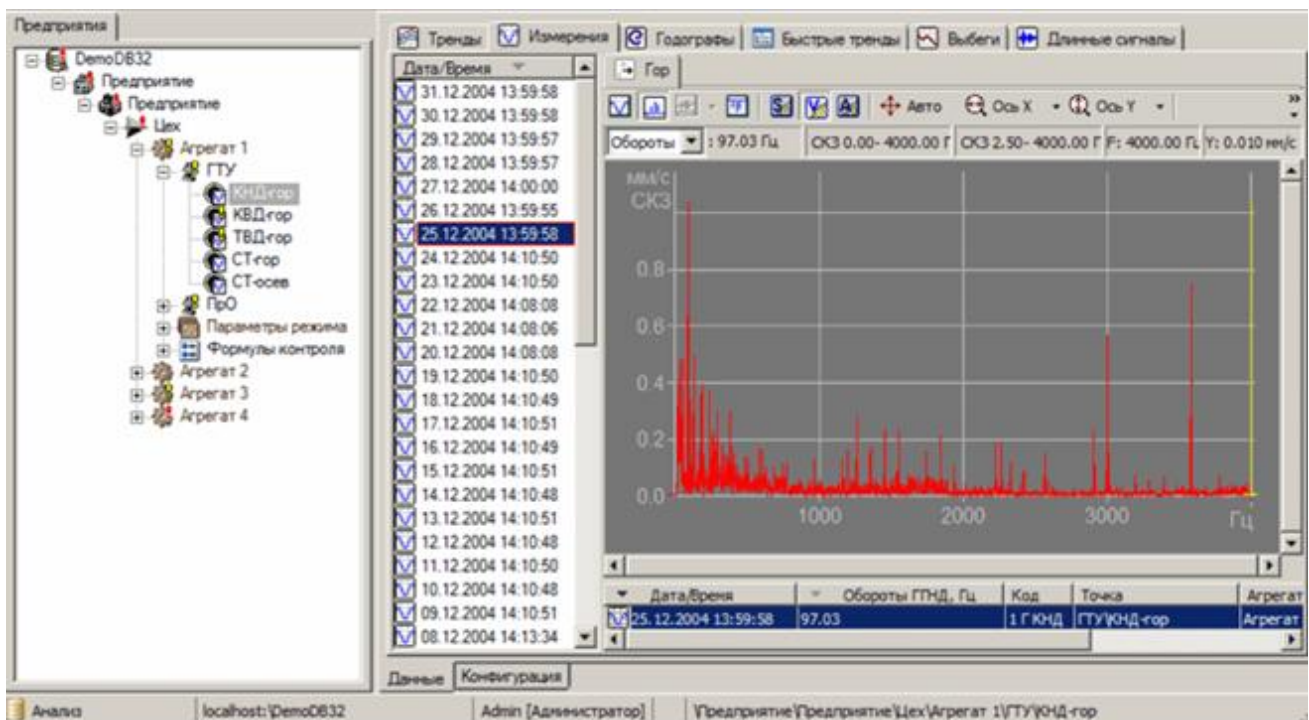 Предприятия
DemoDB32
Предприятие
Предприятие
Цех
Агрегат 1
ГТУ
КНД-гор
КВД-гор
ТВД-гор
СТ-гор
СТ-осев
ПрО
Параметры режима
Формулы контроля
Агрегат 2
Агрегат 3
Агрегат 4
Тренды Измерения Годографы Быстрые тренды Выбеги Длинные сигналы
Дата/Время
31.12.2004 13:59:58
30.12.2004 13:59:58
29.12.2004 13:59:57
28.12.2004 13:59:57
27.12.2004 14:00:00
26.12.2004 13:59:55
25.12.2004 13:59:58
24.12.2004 14:10:50
23.12.2004 14:10:50
22.12.2004 14:08:08
21.12.2004 14:08:06
20.12.2004 14:08:08
19.12.2004 14:10:50
18.12.2004 14:10:49
17.12.2004 14:10:51
16.12.2004 14:10:49
15.12.2004 14:10:51
14.12.2004 14:10:48
13.12.2004 14:10:51
12.12.2004 14:10:48
11.12.2004 14:10:50
10.12.2004 14:10:48
09.12.2004 14:10:51
08.12.2004 14:13:34
Гор
Авто Ось X Ось Y
Обороты : 97.03 Гц СКЗ 0.00- 4000.00 Г СКЗ 2.50- 4000.00 Г F: 4000.00 Гц Y: 0.010 мм/с
мм/с
СКЗ
0.8
0.6
0.4
0.2
0.0
1000 2000 3000 Гц
Дата/Время Обороты ГГНД, Гц Код Точка Агрегат
25.12.2004 13:59:58 97.03 1 Г КНД ГТУ\КНД-гор Агрегат
Данные Конфигурация
Анализ localhost:\DemoDB32 Admin [Администратор] \Предприятие\Предприятие\Цех\Агрегат 1\ГТУ\КНД-гор